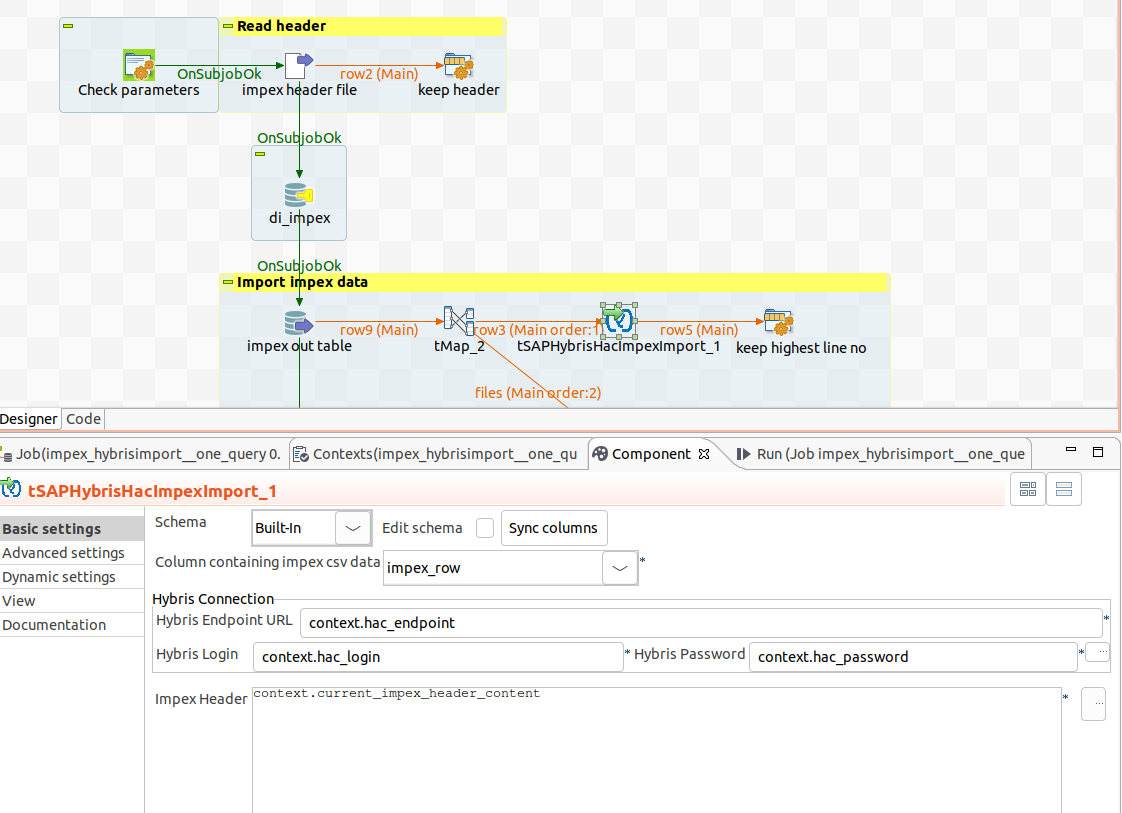 Read header
OnSubjobOk
row2 (Main)
Check parameters
impex header file
keep header
OnSubjobOk
di_impex
OnSubjobOk
Import impex data
row9 (Main)
row3 (Main order:1
row5 (Main)
impex out table
tMap_2
tSAPHybrisHacImpexImport_1
keep highest line no
files (Main order:2)
Designer
Code
Job(impex_hybrisimport__one_query 0.
Contexts(impex_hybrisimport__one_qu
Component
Run (Job impex_hybrisimport__one_que
tSAPHybrisHacImpexImport_1
Basic settings
Advanced settings
Dynamic settings
View
Documentation
Schema
Built-In
Edit schema
Sync columns
Column containing impex csv data
impex_row
*
Hybris Connection
Hybris Endpoint URL
context.hac_endpoint
*
Hybris Login
context.hac_login
*
Hybris Password
context.hac_password
*
...
Impex Header
context.current_impex_header_content
*
...